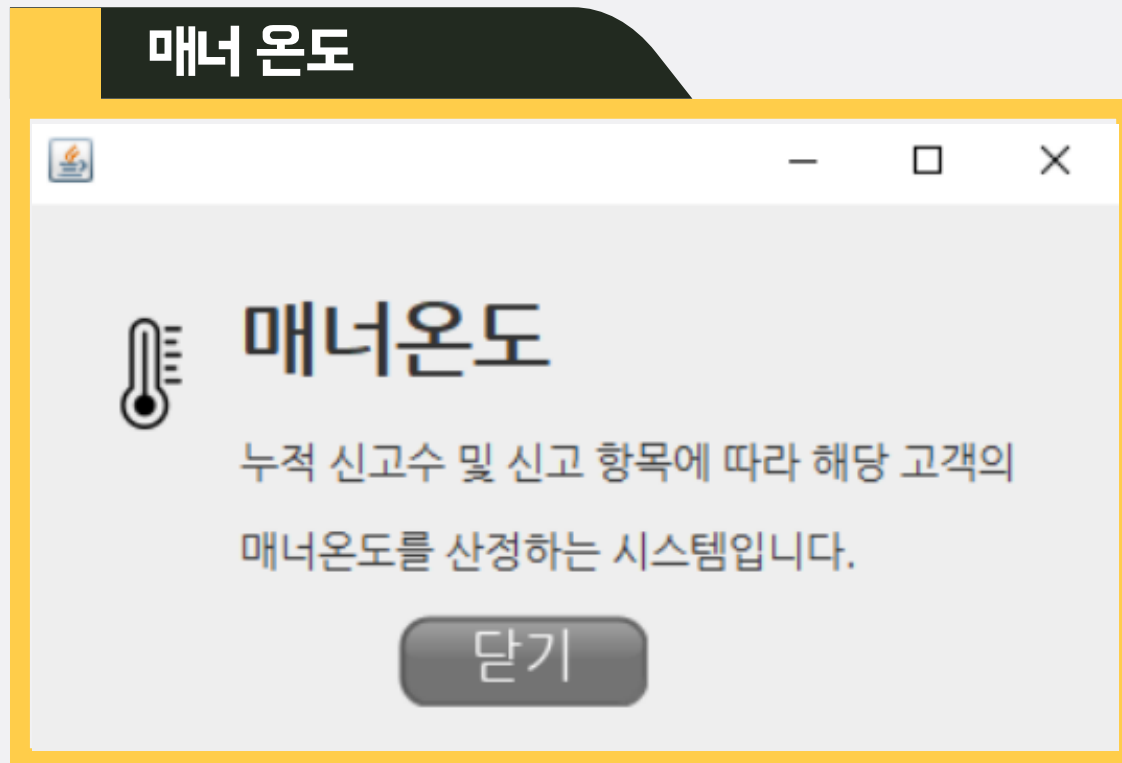 매너 온도
매너온도
누적 신고수 및 신고 항목에 따라 해당 고객의
매너온도를 산정하는 시스템입니다.
닫기